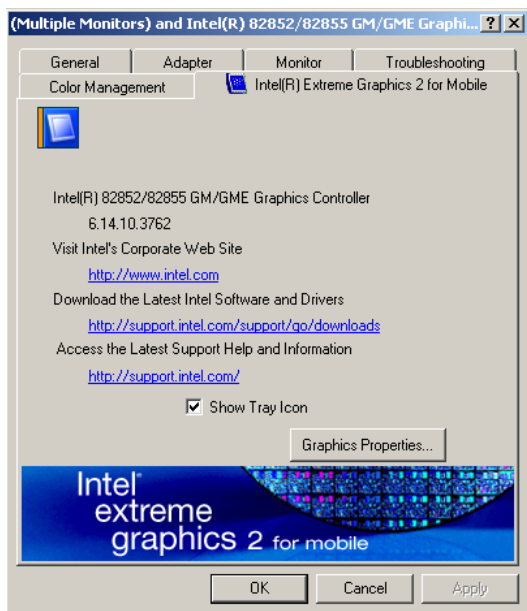 (Multiple Monitors) and Intel(R) 82852/82855 GM/GME Graphi...
General Adapter Monitor Troubleshooting
Color Management Intel(R) Extreme Graphics 2 for Mobile
Intel(R) 82852/82855 GM/GME Graphics Controller
6.14.10.3762
Visit Intel's Corporate Web Site
http://www.intel.com
Download the Latest Intel Software and Drivers
http://support.intel.com/support/go/downloads
Access the Latest Support Help and Information
http://support.intel.com/
Show Tray Icon
Graphics Properties...
Intel®
extreme
graphics 2 for mobile
OK Cancel Apply